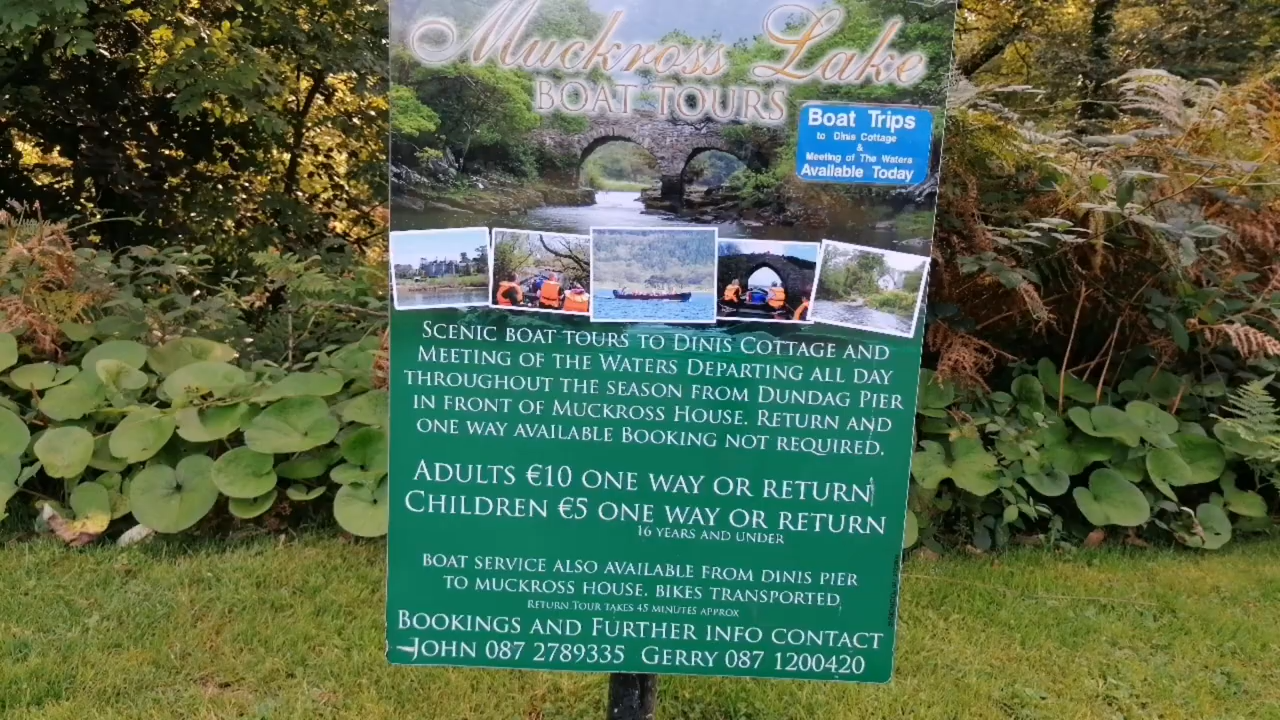 Muckross Lake
BOAT TOURS
Boat Trips
to Dinis Cottage
&
Meeting of The Waters
Available Today
SCENIC BOAT TOURS TO DINIS COTTAGE AND
MEETING OF THE WATERS DEPARTING ALL DAY
THROUGHOUT THE SEASON FROM DUNDAG PIER
IN FRONT OF MUCKROSS HOUSE. RETURN AND
ONE WAY AVAILABLE BOOKING NOT REQUIRED.
ADULTS €10 ONE WAY OR RETURN
CHILDREN €5 ONE WAY OR RETURN
16 YEARS AND UNDER
BOAT SERVICE ALSO AVAILABLE FROM DINIS PIER
TO MUCKROSS HOUSE. BIKES TRANSPORTED
RETURN TOUR TAKES 45 MINUTES APPROX
BOOKINGS AND FURTHER INFO CONTACT
JOHN 087 2789335 GERRY 087 1200420